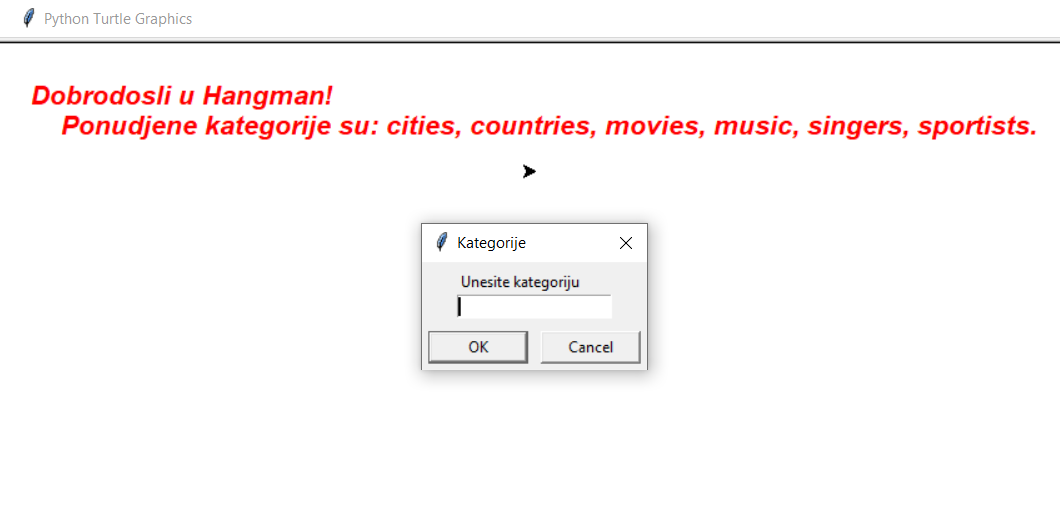 Python Turtle Graphics
Dobrodosli u Hangman!
Ponudjene kategorije su: cities, countries, movies, music, singers, sportists.
Kategorije
Unesite kategoriju
OK
Cancel